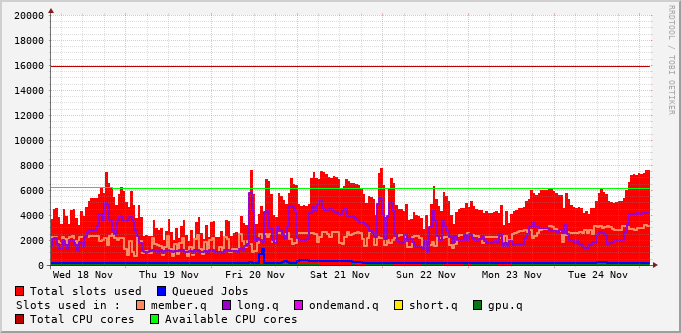 20000
18000
16000
14000
12000
10000
8000
6000
4000
2000
0
Wed 18 Nov Thu 19 Nov Fri 20 Nov Sat 21 Nov Sun 22 Nov Mon 23 Nov Tue 24 Nov
Total slots used Queued Jobs
Slots used in : member.q long.q ondemand.q short.q gpu.q
Total CPU cores Available CPU cores
RRDTOOL / TOBI OETIKER